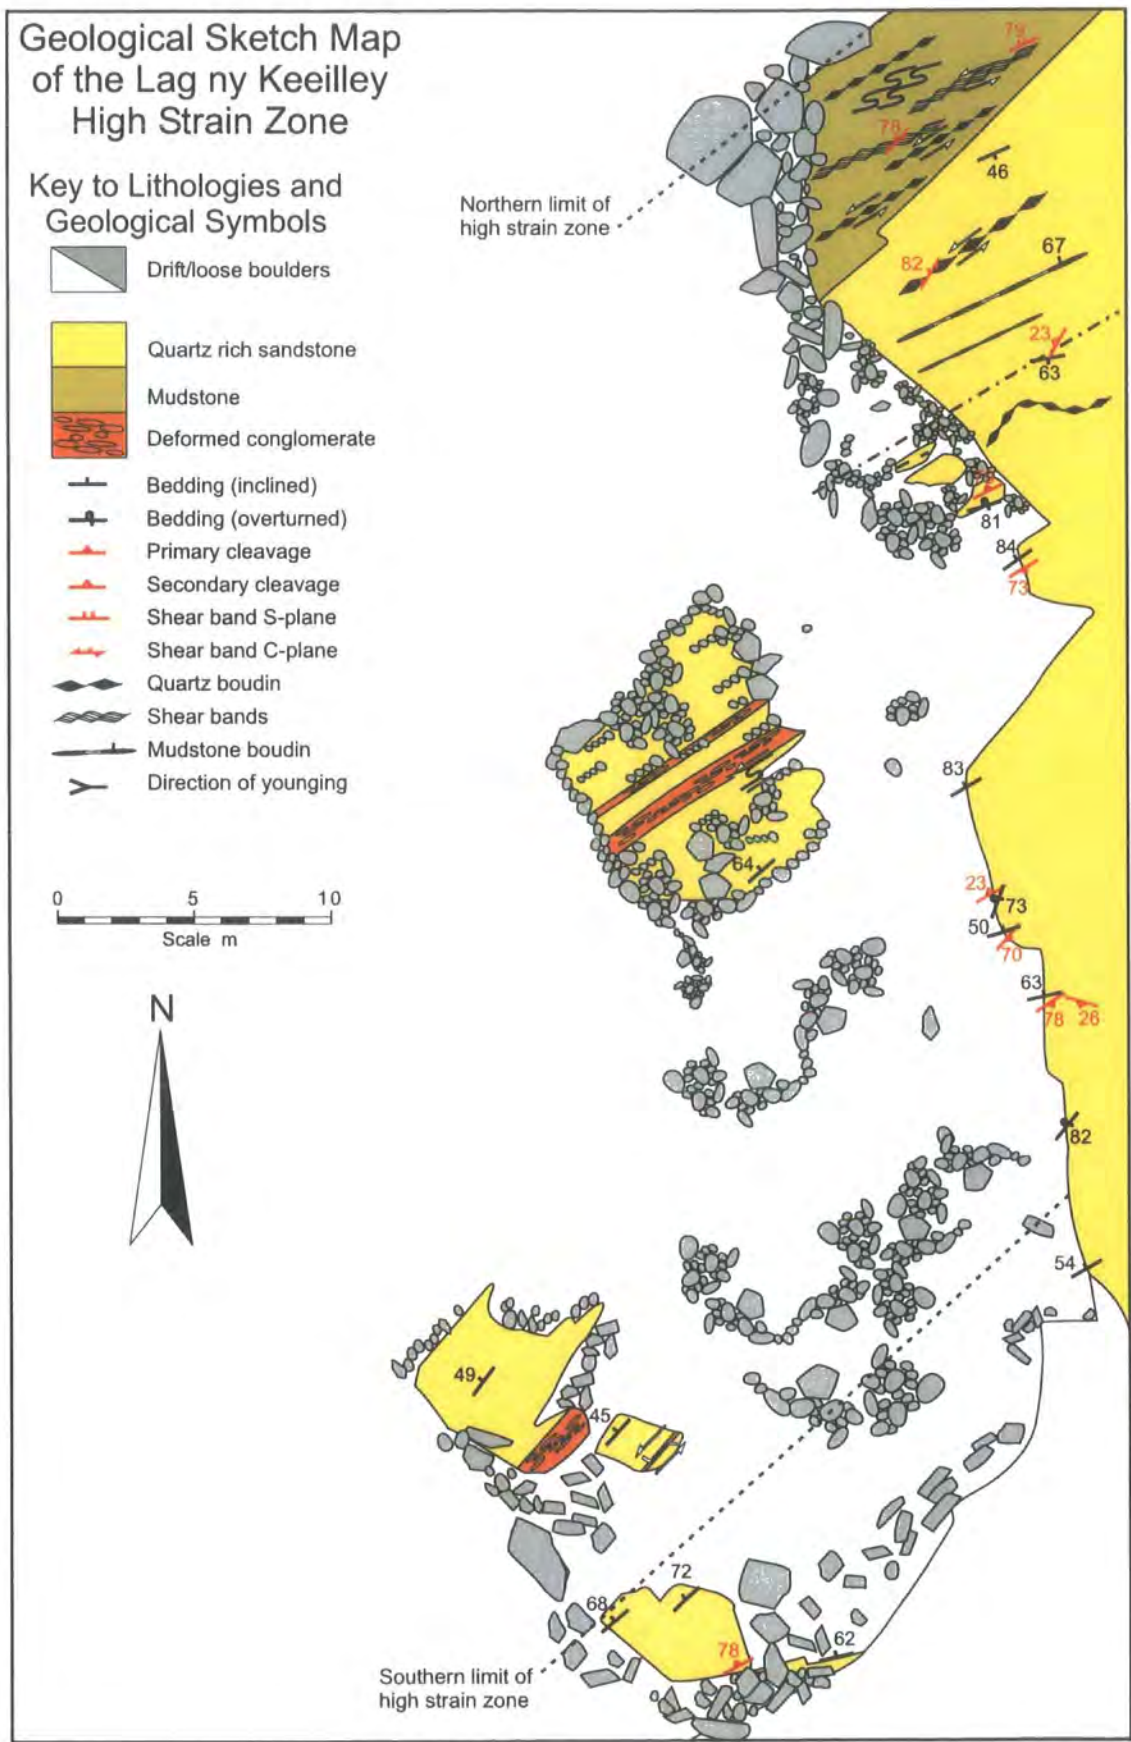 Geological Sketch Map
of the Lag ny Keeilley
High Strain Zone
Key to Lithologies and
Geological Symbols
Drift/loose boulders
Quartz rich sandstone
Mudstone
Deformed conglomerate
Bedding (inclined)
Bedding (overturned)
Primary cleavage
Secondary cleavage
Shear band S-plane
Shear band C-plane
Quartz boudin
Shear bands
Mudstone boudin
Direction of younging
0 5 10
Scale m
N
Northern limit of
high strain zone
79
78
46
82
67
23
63
81
84
73
64
83
23
73
50
70
63
78 26
82
54
49
45
72
68
78
62
Southern limit of
high strain zone